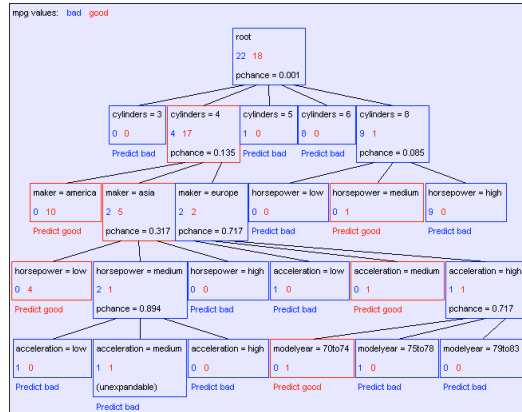 mpg values: bad good
root
22 18
pchance = 0.001
cylinders = 3 cylinders = 4 cylinders = 5 cylinders = 6 cylinders = 8
0 0 4 17 1 0 8 0 9 1
Predict bad pchance = 0.135 Predict bad Predict bad pchance = 0.085
maker = america maker = asia maker = europe horsepower = low horsepower = medium horsepower = high
0 10 2 5 2 2 0 0 0 1 9 0
Predict good pchance = 0.317 pchance = 0.717 Predict bad Predict good Predict bad
horsepower = low horsepower = medium horsepower = high acceleration = low acceleration = medium acceleration = high
0 4 2 1 0 0 1 0 0 1 1 1
Predict good pchance = 0.894 Predict bad Predict bad Predict good pchance = 0.717
acceleration = low acceleration = medium acceleration = high modelyear = 70to74 modelyear = 75to78 modelyear = 79to83
1 0 1 1 0 0 0 1 1 0 0 0
Predict bad (unexpandable) Predict bad Predict good Predict bad Predict bad
Predict bad